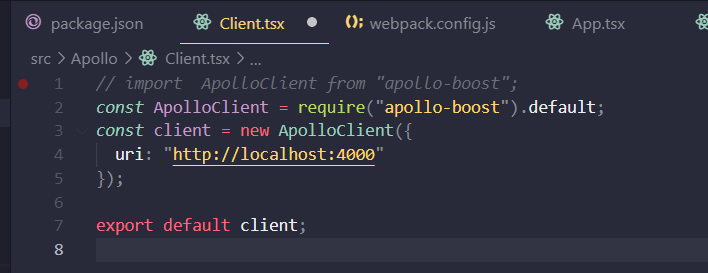 package.json Client.tsx webpack.config.js App.tsx
src > Apollo > Client.tsx > ...
1 // import  ApolloClient from "apollo-boost";
2 const ApolloClient = require("apollo-boost").default;
3 const client = new ApolloClient({
4   uri: "http://localhost:4000"
5 });
6
7 export default client;
8